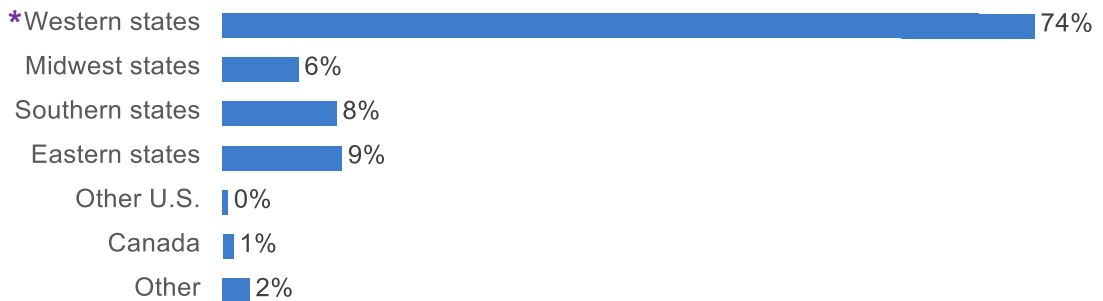 *Western states 74%
Midwest states 6%
Southern states 8%
Eastern states 9%
Other U.S. 0%
Canada 1%
Other 2%